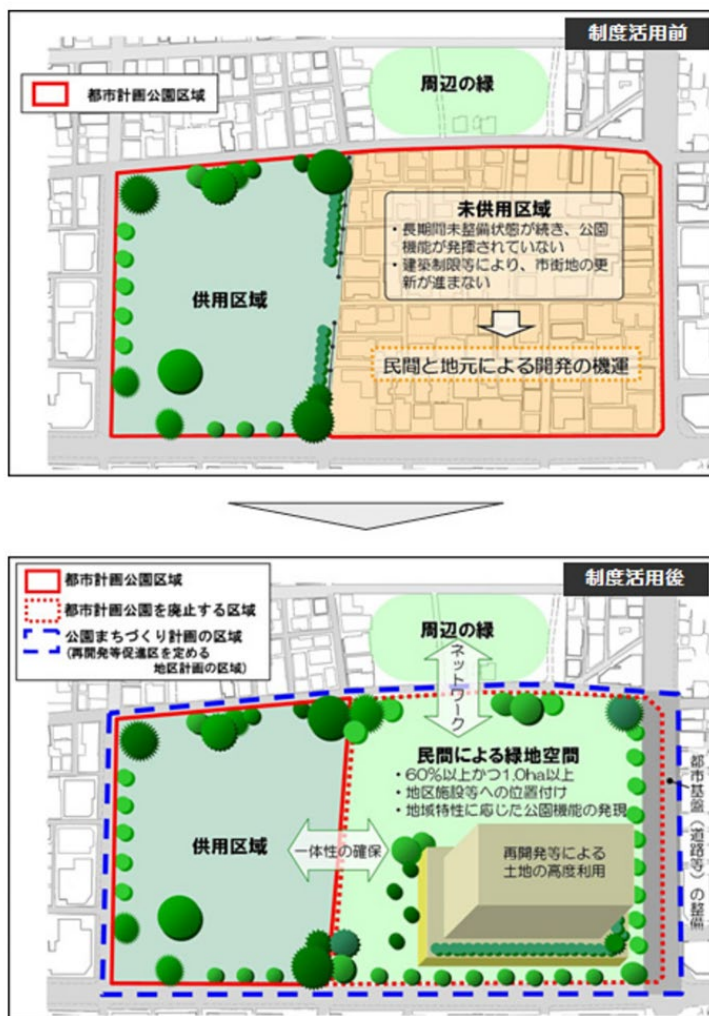 制度活用前
都市計画公園区域
周辺の緑
未供用区域
・長期間未整備状態が続き、公園
機能が発揮されていない
・建築制限等により、市街地の更
新が進まない
供用区域
民間と地元による開発の機運
制度活用後
都市計画公園区域
都市計画公園を廃止する区域
公園まちづくり計画の区域
(再開発等促進区を定める
地区計画の区域)
周辺の緑
ネットワーク
民間による緑地空間
・60%以上かつ1.0ha以上
・地区施設等への位置付け
・地域特性に応じた公園機能の発現
供用区域
一体性の確保
再開発等による
土地の高度利用
都市基盤(道路等)の整備